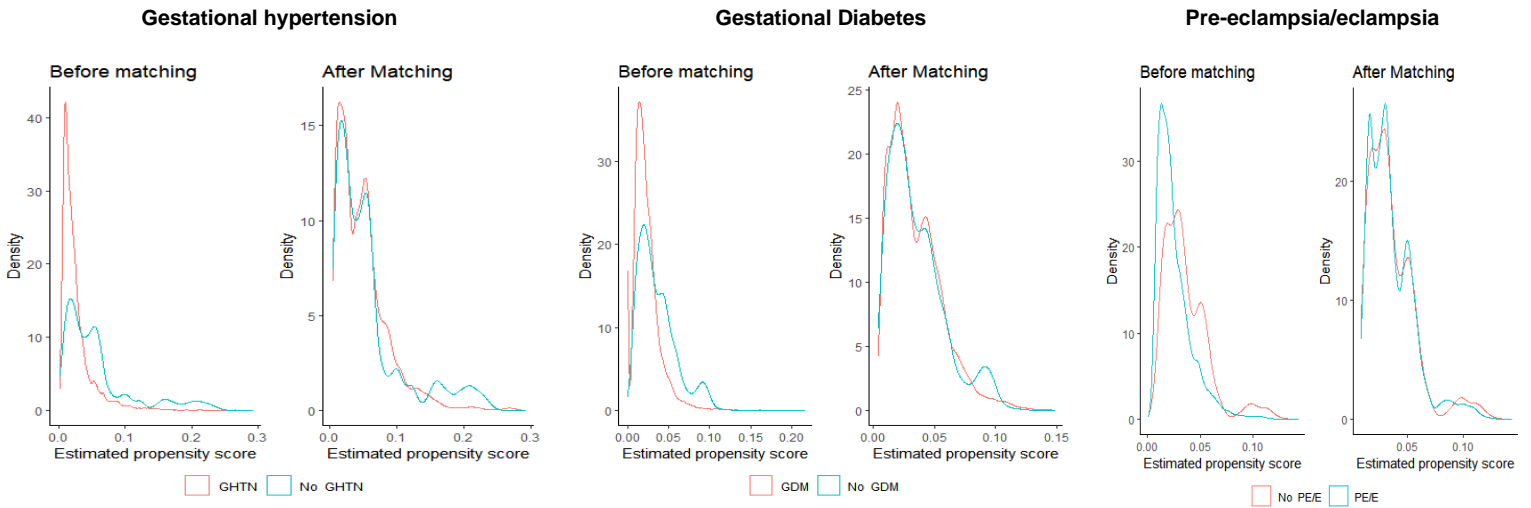 Gestational hypertension
Before matching
After Matching
Density
40
30
20
10
0
0.0
0.1
0.2
0.3
Estimated propensity score
Density
15
10
5
0
0.0
0.1
0.2
0.3
Estimated propensity score
GHTN
No GHTN
Gestational Diabetes
Before matching
After Matching
Density
30
20
10
0
0.00
0.05
0.10
0.15
0.20
Estimated propensity score
Density
25
20
15
10
5
0
0.00
0.05
0.10
0.15
Estimated propensity score
GDM
No GDM
Pre-eclampsia/eclampsia
Before matching
After Matching
Density
30
20
10
0
0.00
0.05
0.10
Estimated propensity score
Density
20
10
0
0.05
0.10
Estimated propensity score
No PE/E
PE/E